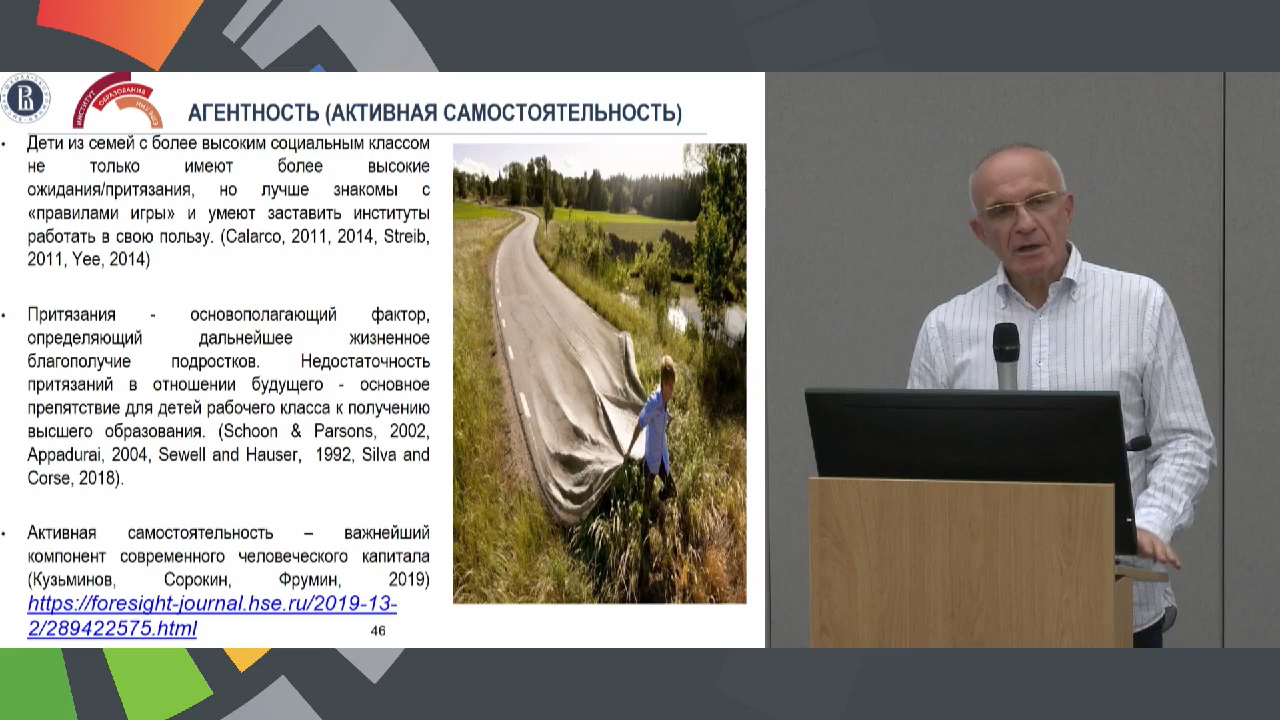 АГЕНТНОСТЬ (АКТИВНАЯ САМОСТОЯТЕЛЬНОСТЬ)
ИНСТИТУТ
ОБРАЗОВАНИЯ
• Дети из семей с более высоким социальным классом
не только имеют более высокие
ожидания/притязания, но лучше знакомы с
«правилами игры» и умеют заставить институты
работать в свою пользу. (Calarco, 2011, 2014, Streib,
2011, Yee, 2014)
• Притязания - основополагающий фактор,
определяющий дальнейшее жизненное
благополучие подростков. Недостаточность
притязаний в отношении будущего - основное
препятствие для детей рабочего класса к получению
высшего образования. (Schoon & Parsons, 2002,
Appadurai, 2004, Sewell and Hauser, 1992, Silva and
Corse, 2018).
• Активная самостоятельность – важнейший
компонент современного человеческого капитала
(Кузьминов, Сорокин, Фрумин, 2019)
https://foresight-journal.hse.ru/2019-13-
2/289422575.html
46